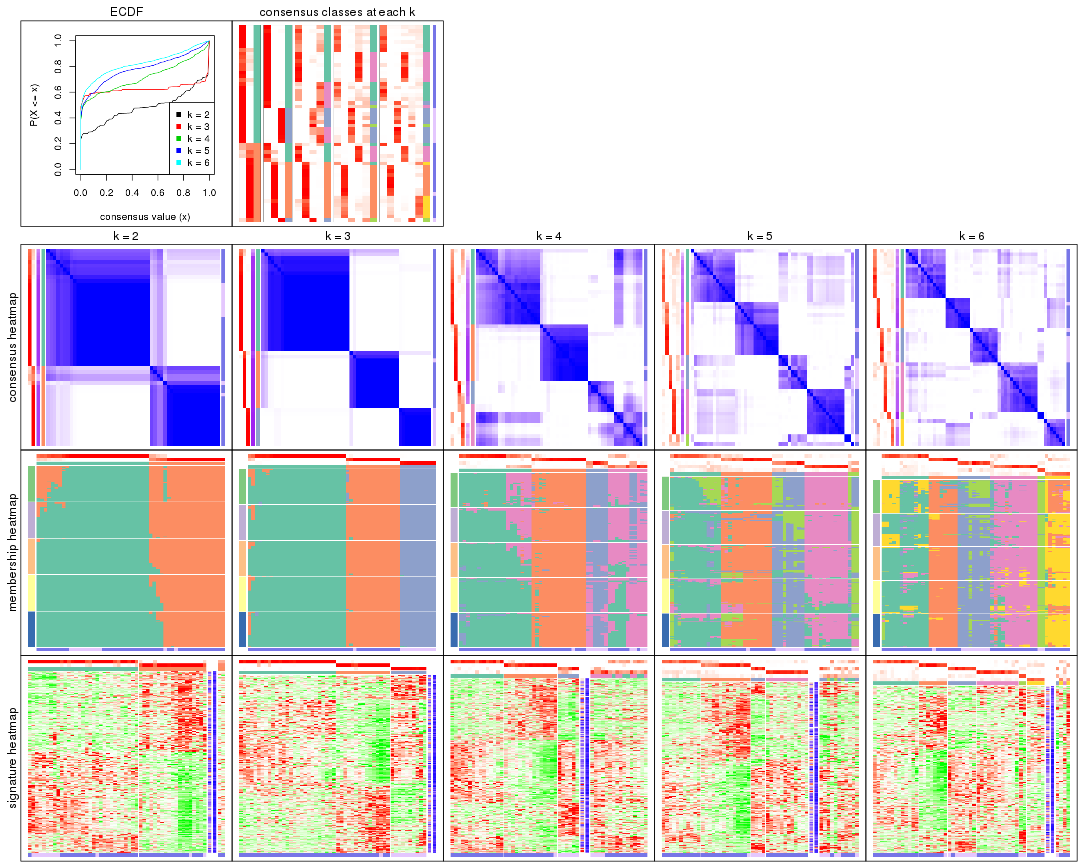 ECDF
consensus classes at each k
P(X <= x)
0.0 0.2 0.4 0.6 0.8 1.0
k = 2
k = 3
k = 4
k = 5
k = 6
0.0 0.2 0.4 0.6 0.8 1.0
consensus value (x)
k = 2 k = 3 k = 4 k = 5 k = 6
consensus heatmap
membership heatmap
signature heatmap